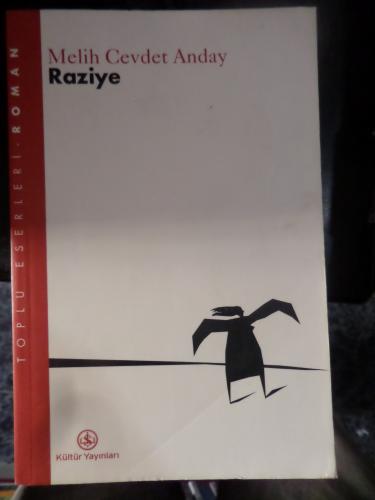 Melih Cevdet Anday
Raziye
TOPLU ESERLERİ - ROMAN
Kültür Yayınları